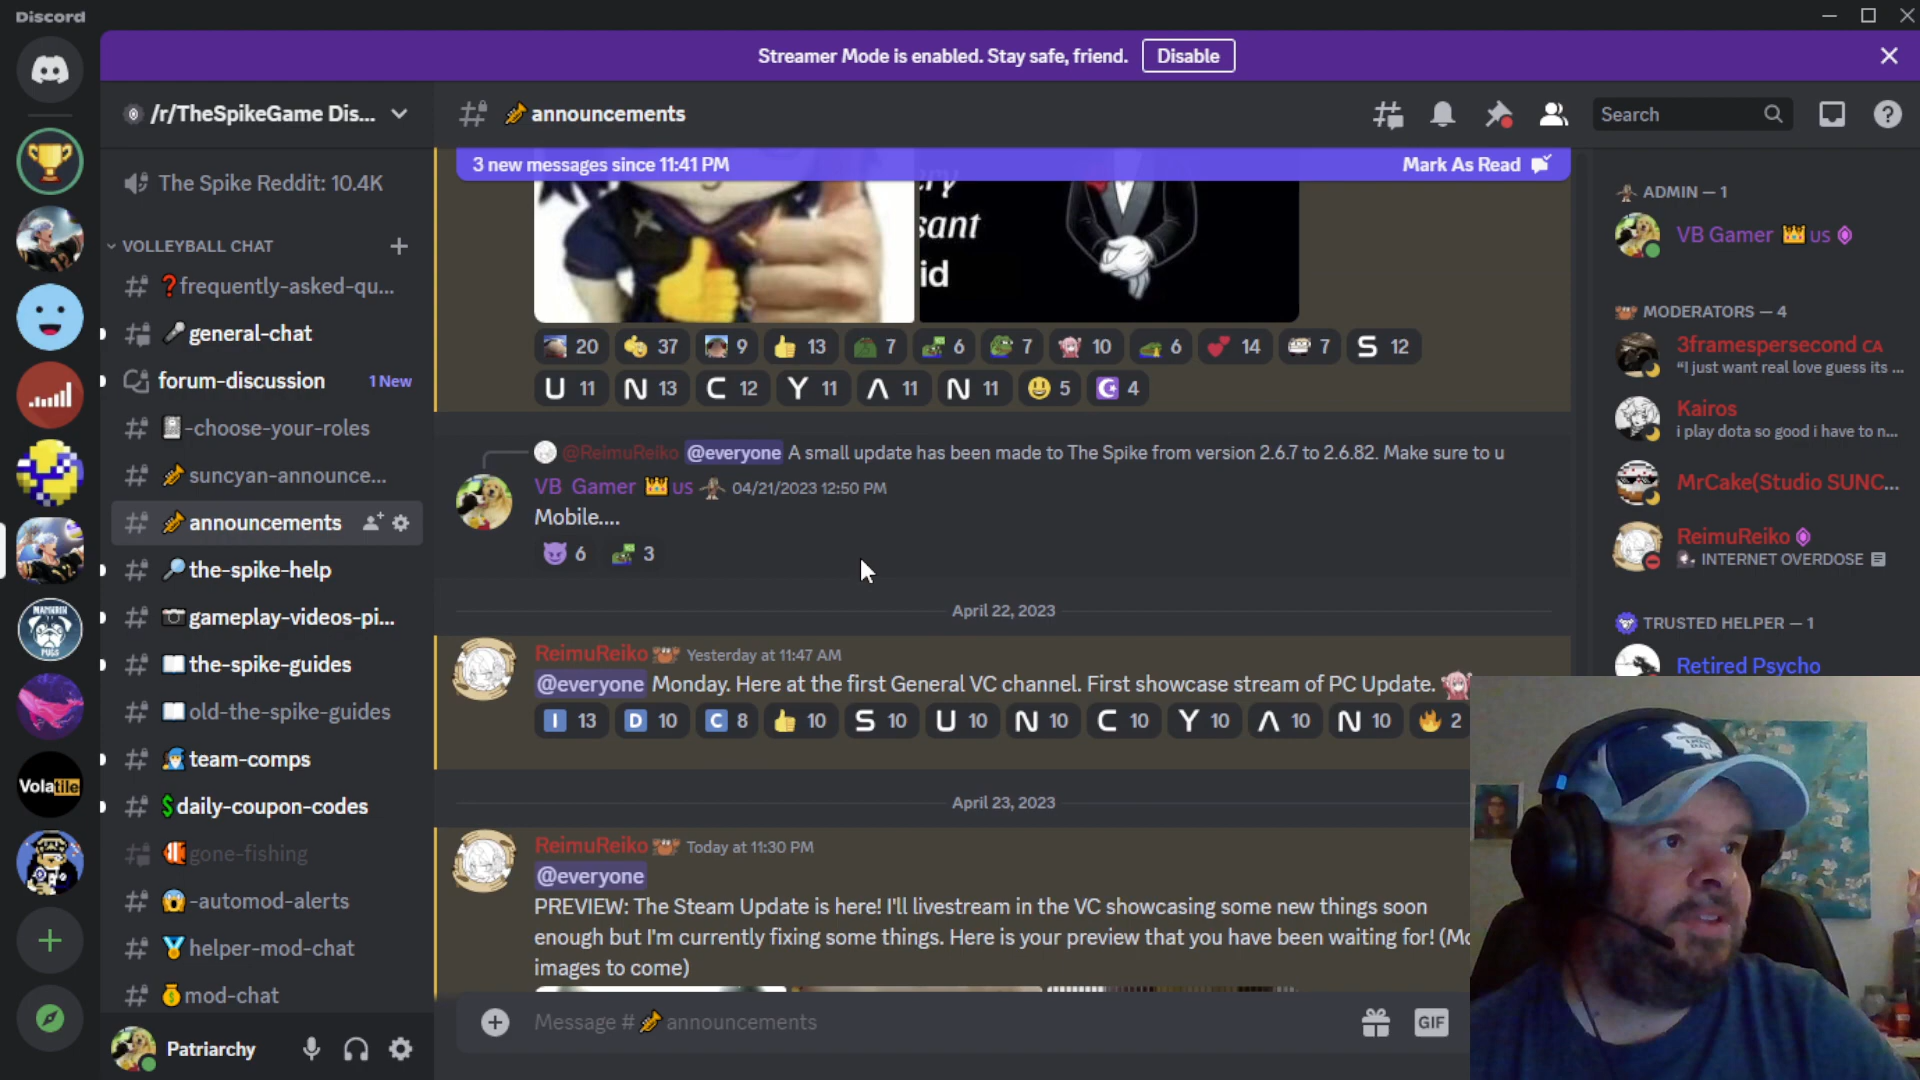 Discord
Streamer Mode is enabled. Stay safe, friend.
Disable
/r/TheSpikeGame Dis...
announcements
Search
The Spike Reddit: 10.4K
VOLLEYBALL CHAT
frequently-asked-qu...
general-chat
forum-discussion
1 New
-choose-your-roles
suncyan-announce...
announcements
the-spike-help
gameplay-videos-pi...
the-spike-guides
old-the-spike-guides
team-comps
daily-coupon-codes
gone-fishing
-automod-alerts
helper-mod-chat
mod-chat
Patriarchy
MAMMRIN
PUGS
Volatile
3 new messages since 11:41 PM
Mark As Read
sant
id
20 37 9 13 7 6 7 10 6 14 7 S 12
U 11 N 13 C 12 Y 11 Λ 11 N 11 5 4
@ReimuReiko @everyone A small update has been made to The Spike from version 2.6.7 to 2.6.82. Make sure to u
VB Gamer us 04/21/2023 12:50 PM
Mobile....
6 3
April 22, 2023
ReimuReiko Yesterday at 11:47 AM
@everyone Monday. Here at the first General VC channel. First showcase stream of PC Update.
I 13 D 10 C 8 10 S 10 U 10 N 10 C 10 Y 10 Λ 10 N 10 2
April 23, 2023
ReimuReiko Today at 11:30 PM
@everyone
PREVIEW: The Steam Update is here! I'll livestream in the VC showcasing some new things soon
enough but I'm currently fixing some things. Here is your preview that you have been waiting for! (Mo
images to come)
Message # announcements
GIF
ADMIN — 1
VB Gamer us
MODERATORS — 4
3framespersecond CA
“I just want real love guess its ...
Kairos
i play dota so good i have to n...
MrCake(Studio SUNC...
ReimuReiko
INTERNET OVERDOSE
TRUSTED HELPER — 1
Retired Psycho